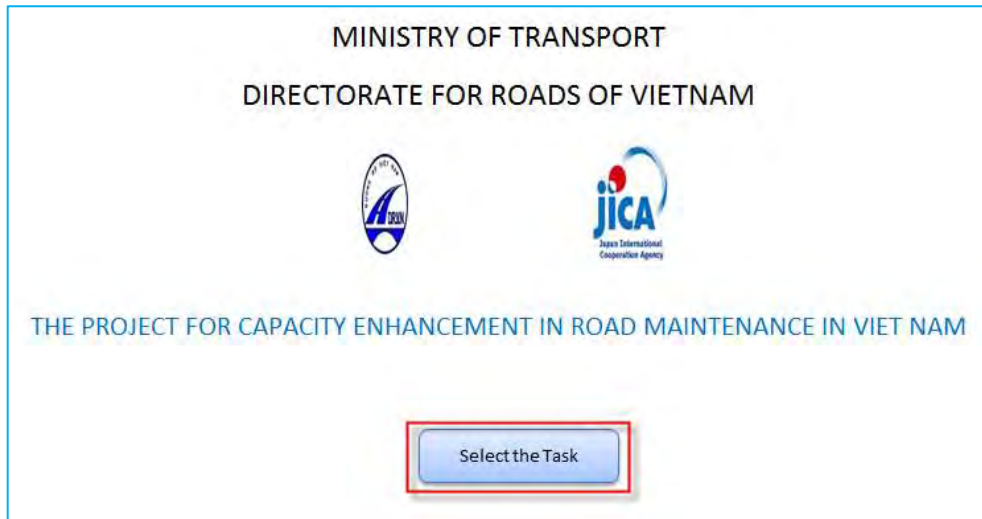 MINISTRY OF TRANSPORT
DIRECTORATE FOR ROADS OF VIETNAM
jICA
Japan International
Cooperation Agency
THE PROJECT FOR CAPACITY ENHANCEMENT IN ROAD MAINTENANCE IN VIET NAM
Select the Task